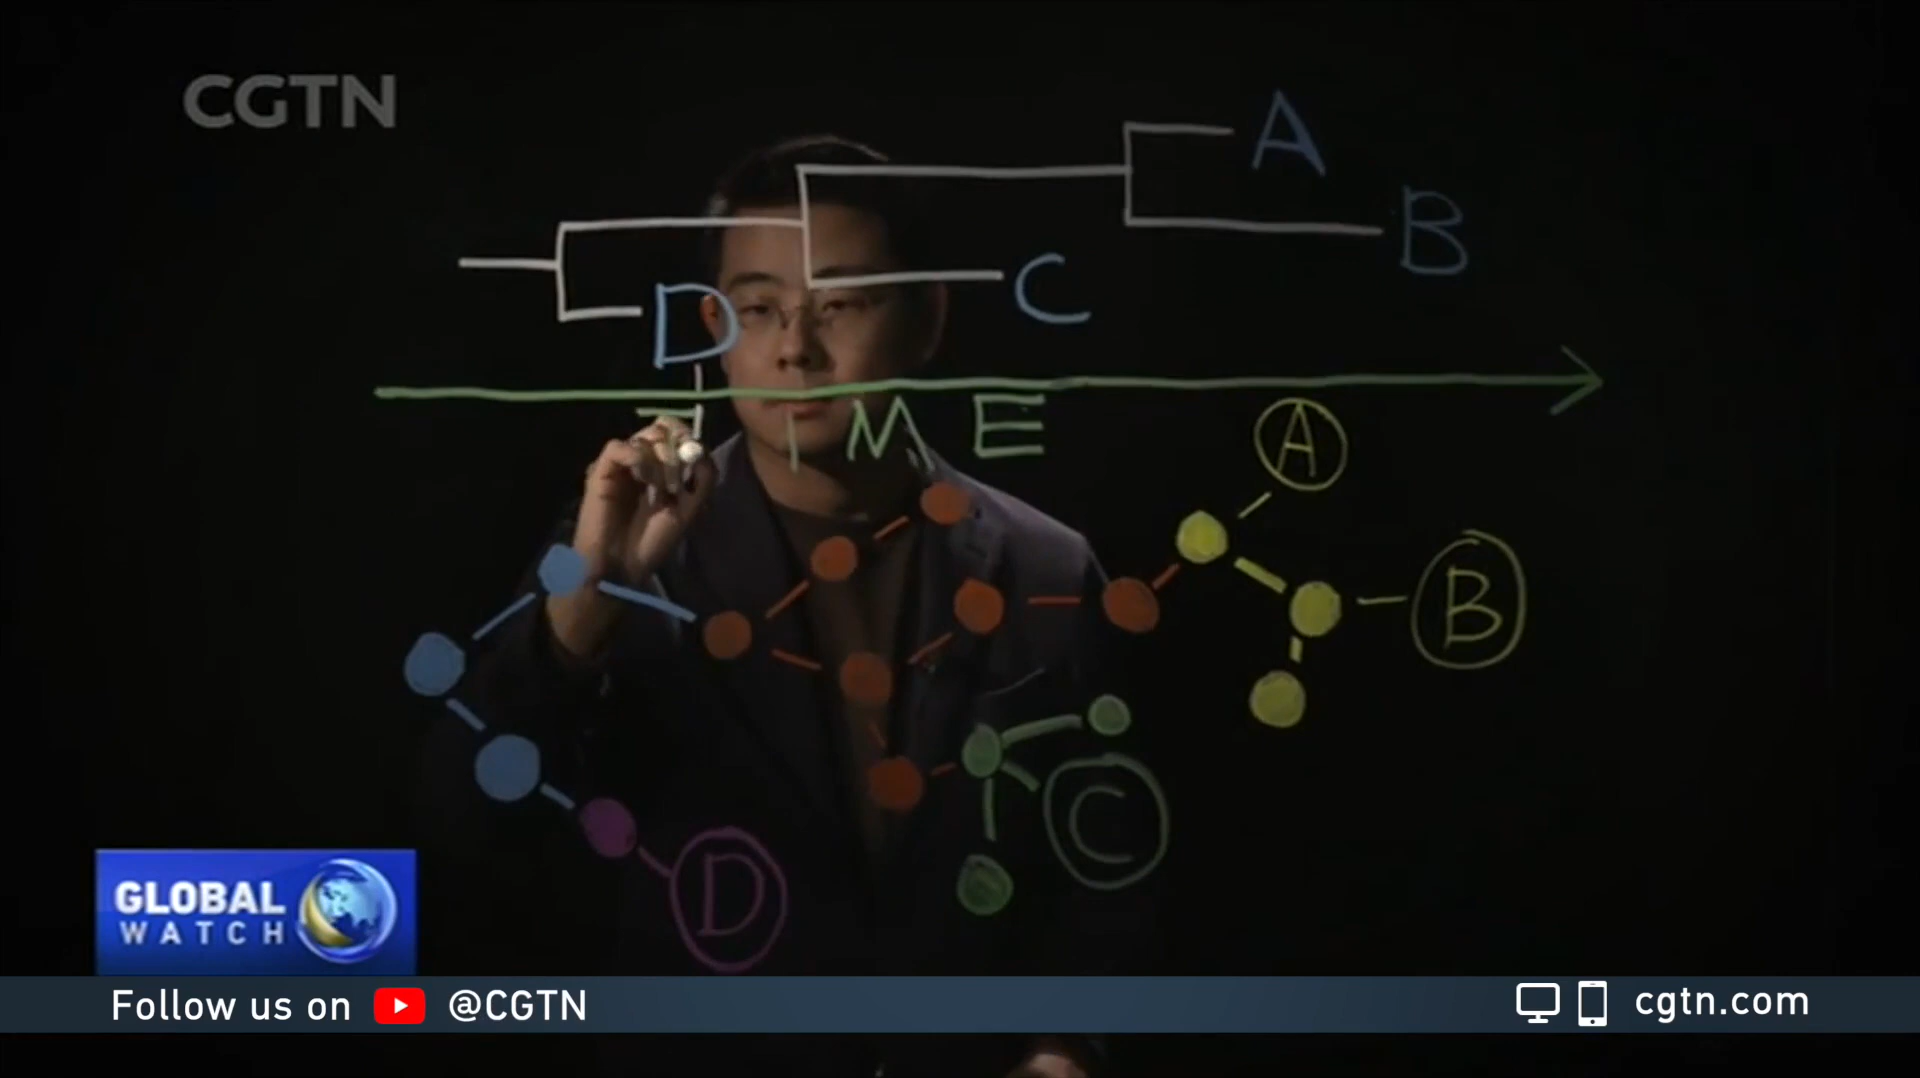 CGTN
A
B
D
C
TIME
A
B
C
D
GLOBAL
WATCH
Follow us on @CGTN
cgtn.com